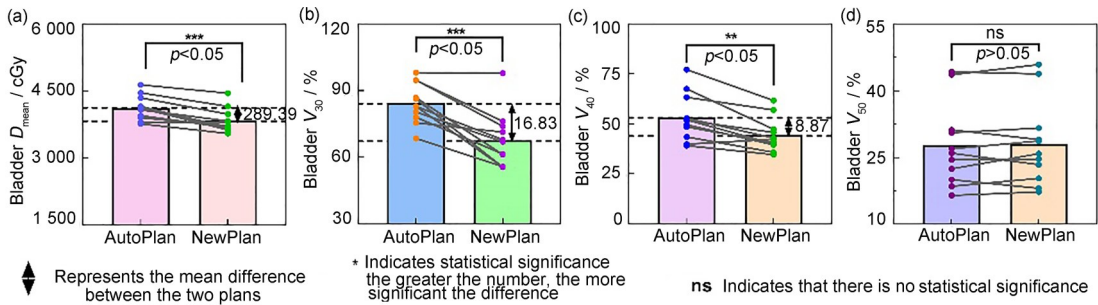 (a)
6 000
4 500
3 000
1 500
Bladder Dmean / cGy
***
p<0.05
289.39
AutoPlan NewPlan
(b)
120
90
60
30
Bladder V30 / %
***
p<0.05
16.83
AutoPlan NewPlan
(c)
100
75
50
25
0
Bladder V40 / %
**
p<0.05
8.87
AutoPlan NewPlan
(d)
55
40
25
10
Bladder V50 / %
ns
p>0.05
AutoPlan NewPlan
Represents the mean difference
between the two plans
* Indicates statistical significance
the greater the number, the more
significant the difference
ns Indicates that there is no statistical significance